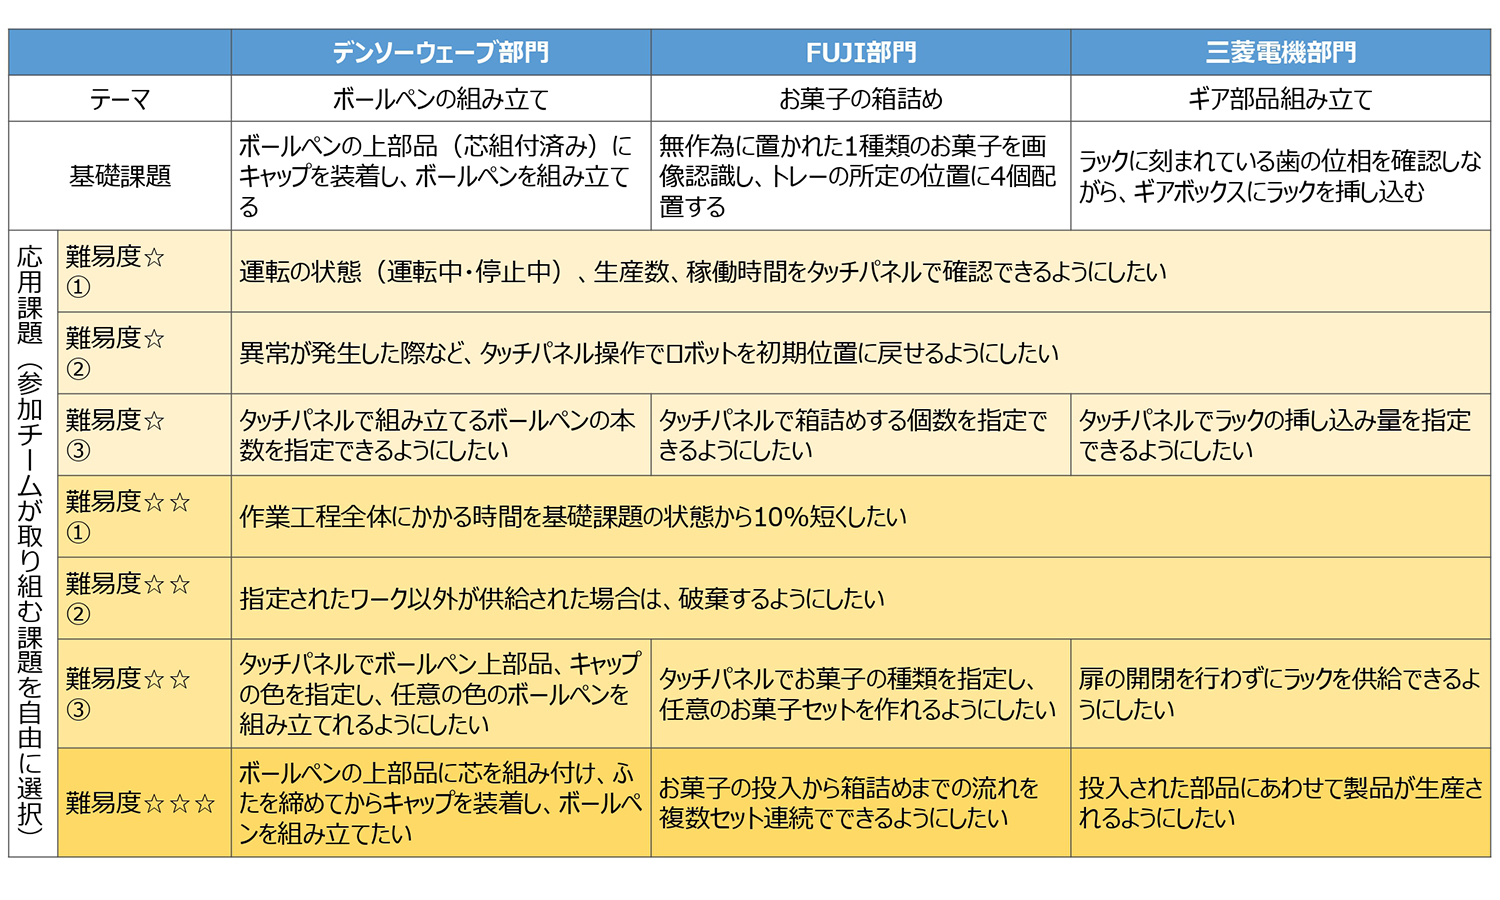 デンソーウェーブ部門
FUJI部門
三菱電機部門
テーマ
ボールペンの組み立て
お菓子の箱詰め
ギア部品組み立て
基礎課題
ボールペンの上部品（芯組付済み）に
キャップを装着し、ボールペンを組み立て
る
無作為に置かれた1種類のお菓子を画
像認識し、トレーの所定の位置に4個配
置する
ラックに刻まれている歯の位相を確認しな
がら、ギアボックスにラックを挿し込む
応用課題（参加チームが取り組む課題を自由に選択）
難易度☆
①
運転の状態（運転中・停止中）、生産数、稼働時間をタッチパネルで確認できるようにしたい
難易度☆
②
異常が発生した際など、タッチパネル操作でロボットを初期位置に戻せるようにしたい
難易度☆
③
タッチパネルで組み立てるボールペンの本
数を指定できるようにしたい
タッチパネルで箱詰めする個数を指定で
きるようにしたい
タッチパネルでラックの挿し込み量を指定
できるようにしたい
難易度☆☆
①
作業工程全体にかかる時間を基礎課題の状態から10%短くしたい
難易度☆☆
②
指定されたワーク以外が供給された場合は、破棄するようにしたい
難易度☆☆
③
タッチパネルでボールペン上部品、キャップ
の色を指定し、任意の色のボールペンを
組み立てれるようにしたい
タッチパネルでお菓子の種類を指定し、
任意のお菓子セットを作れるようにしたい
扉の開閉を行わずにラックを供給できるよ
うにしたい
難易度☆☆☆
ボールペンの上部品に芯を組み付け、ふ
たを締めてからキャップを装着し、ボールペ
ンを組み立てたい
お菓子の投入から箱詰めまでの流れを
複数セット連続でできるようにしたい
投入された部品にあわせて製品が生産さ
れるようにしたい